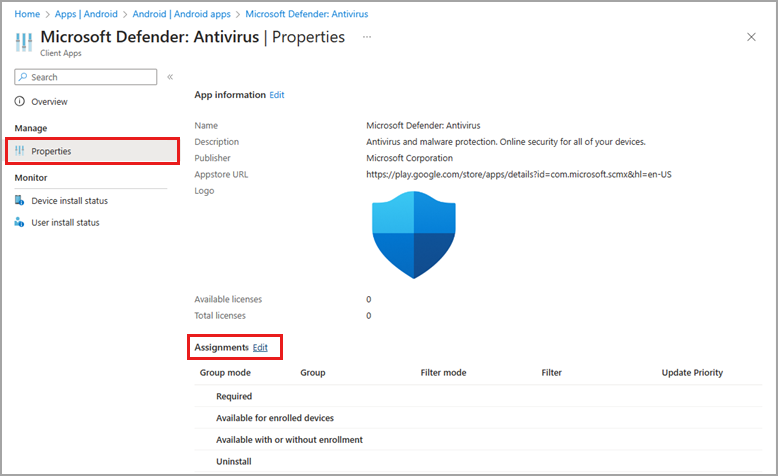 Home > Apps | Android > Android | Android apps > Microsoft Defender: Antivirus
Microsoft Defender: Antivirus | Properties ...
Client Apps
Search «
Overview
Manage
Properties
Monitor
Device install status
User install status
App information Edit
Name Microsoft Defender: Antivirus
Description Antivirus and malware protection. Online security for all of your devices.
Publisher Microsoft Corporation
Appstore URL https://play.google.com/store/apps/details?id=com.microsoft.scmx&hl=en-US
Logo
Available licenses 0
Total licenses 0
Assignments Edit
Group mode Group Filter mode Filter Update Priority
Required
Available for enrolled devices
Available with or without enrollment
Uninstall